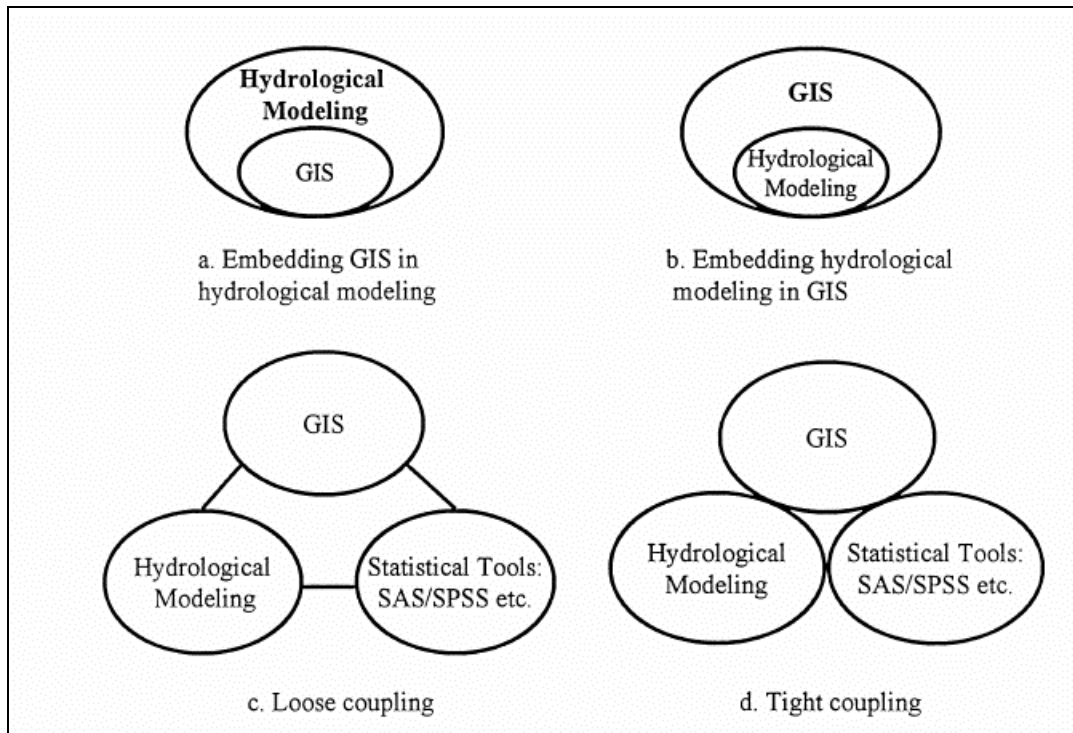 Hydrological
Modeling
GIS
a. Embedding GIS in
hydrological modeling
GIS
Hydrological
Modeling
b. Embedding hydrological
modeling in GIS
GIS
Hydrological
Modeling
Statistical Tools:
SAS/SPSS etc.
c. Loose coupling
GIS
Hydrological
Modeling
Statistical Tools:
SAS/SPSS etc.
d. Tight coupling